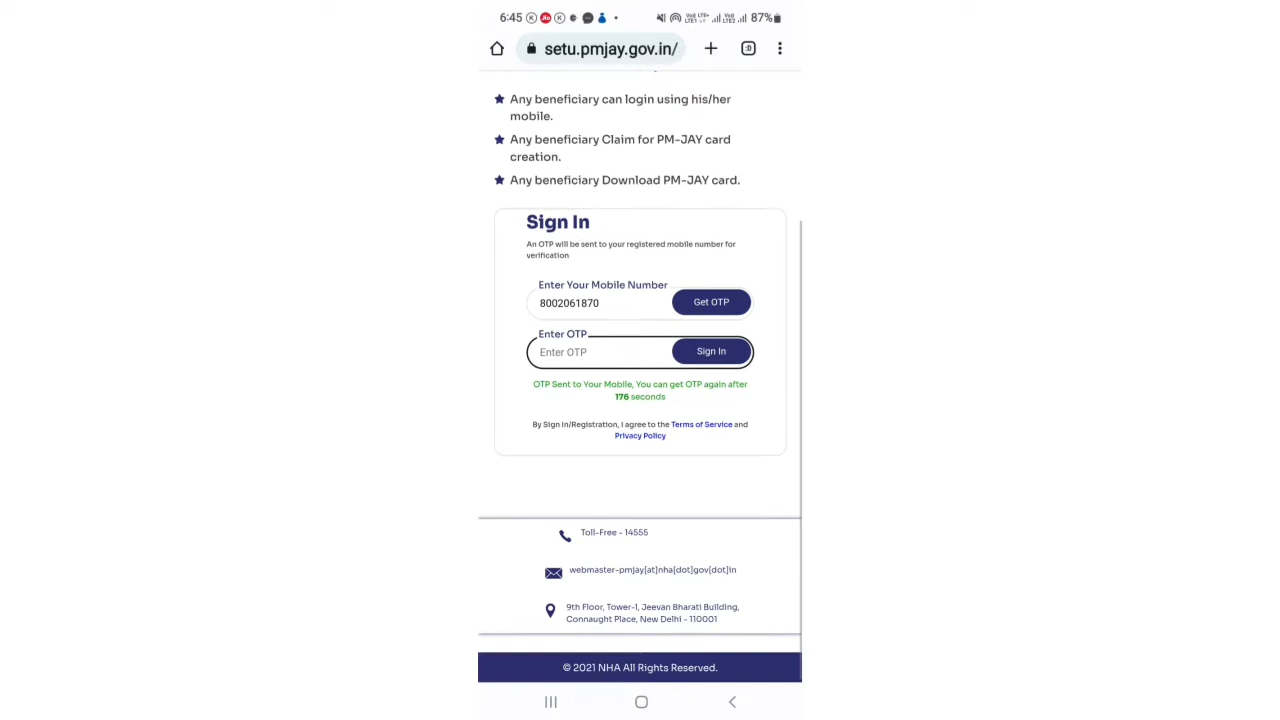 6:45
Jio
87%
setu.pmjay.gov.in/
:D
Any beneficiary can login using his/her
mobile.
Any beneficiary Claim for PM-JAY card
creation.
Any beneficiary Download PM-JAY card.
Sign In
An OTP will be sent to your registered mobile number for
verification
Enter Your Mobile Number
8002061870 Get OTP
Enter OTP
Enter OTP Sign In
OTP Sent to Your Mobile, You can get OTP again after
176 seconds
By Sign In/Registration, I agree to the Terms of Service and
Privacy Policy
Toll-Free - 14555
webmaster-pmjay[at]nha[dot]gov[dot]in
9th Floor, Tower-1, Jeevan Bharati Building,
Connaught Place, New Delhi - 110001
© 2021 NHA All Rights Reserved.